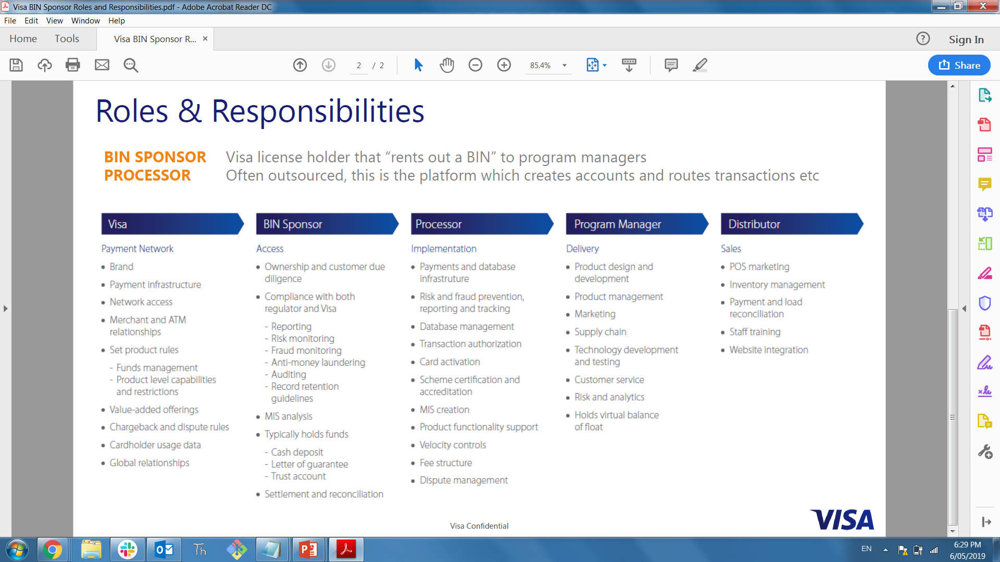 Visa BIN Sponsor Roles and Responsibilities.pdf - Adobe Acrobat Reader DC
File Edit View Window Help
Home Tools Visa BIN Sponsor R... × Sign In
2 / 2 85.4% Share
Roles & Responsibilities
BIN SPONSOR Visa license holder that “rents out a BIN” to program managers
PROCESSOR Often outsourced, this is the platform which creates accounts and routes transactions etc
Visa
Payment Network
• Brand
• Payment infrastructure
• Network access
• Merchant and ATM
relationships
• Set product rules
- Funds management
- Product level capabilities
and restrictions
• Value-added offerings
• Chargeback and dispute rules
• Cardholder usage data
• Global relationships
BIN Sponsor
Access
• Ownership and customer due
diligence
• Compliance with both
regulator and Visa
- Reporting
- Risk monitoring
- Fraud monitoring
- Anti-money laundering
- Auditing
- Record retention
guidelines
• MIS analysis
• Typically holds funds
- Cash deposit
- Letter of guarantee
- Trust account
• Settlement and reconciliation
Processor
Implementation
• Payments and database
infrastruture
• Risk and fraud prevention,
reporting and tracking
• Database management
• Transaction authorization
• Card activation
• Scheme certification and
accreditation
• MIS creation
• Product functionality support
• Velocity controls
• Fee structure
• Dispute management
Program Manager
Delivery
• Product design and
development
• Product management
• Marketing
• Supply chain
• Technology development
and testing
• Customer service
• Risk and analytics
• Holds virtual balance
of float
Distributor
Sales
• POS marketing
• Inventory management
• Payment and load
reconciliation
• Staff training
• Website integration
Visa Confidential
VISA
Th
EN
6:29 PM
6/05/2019